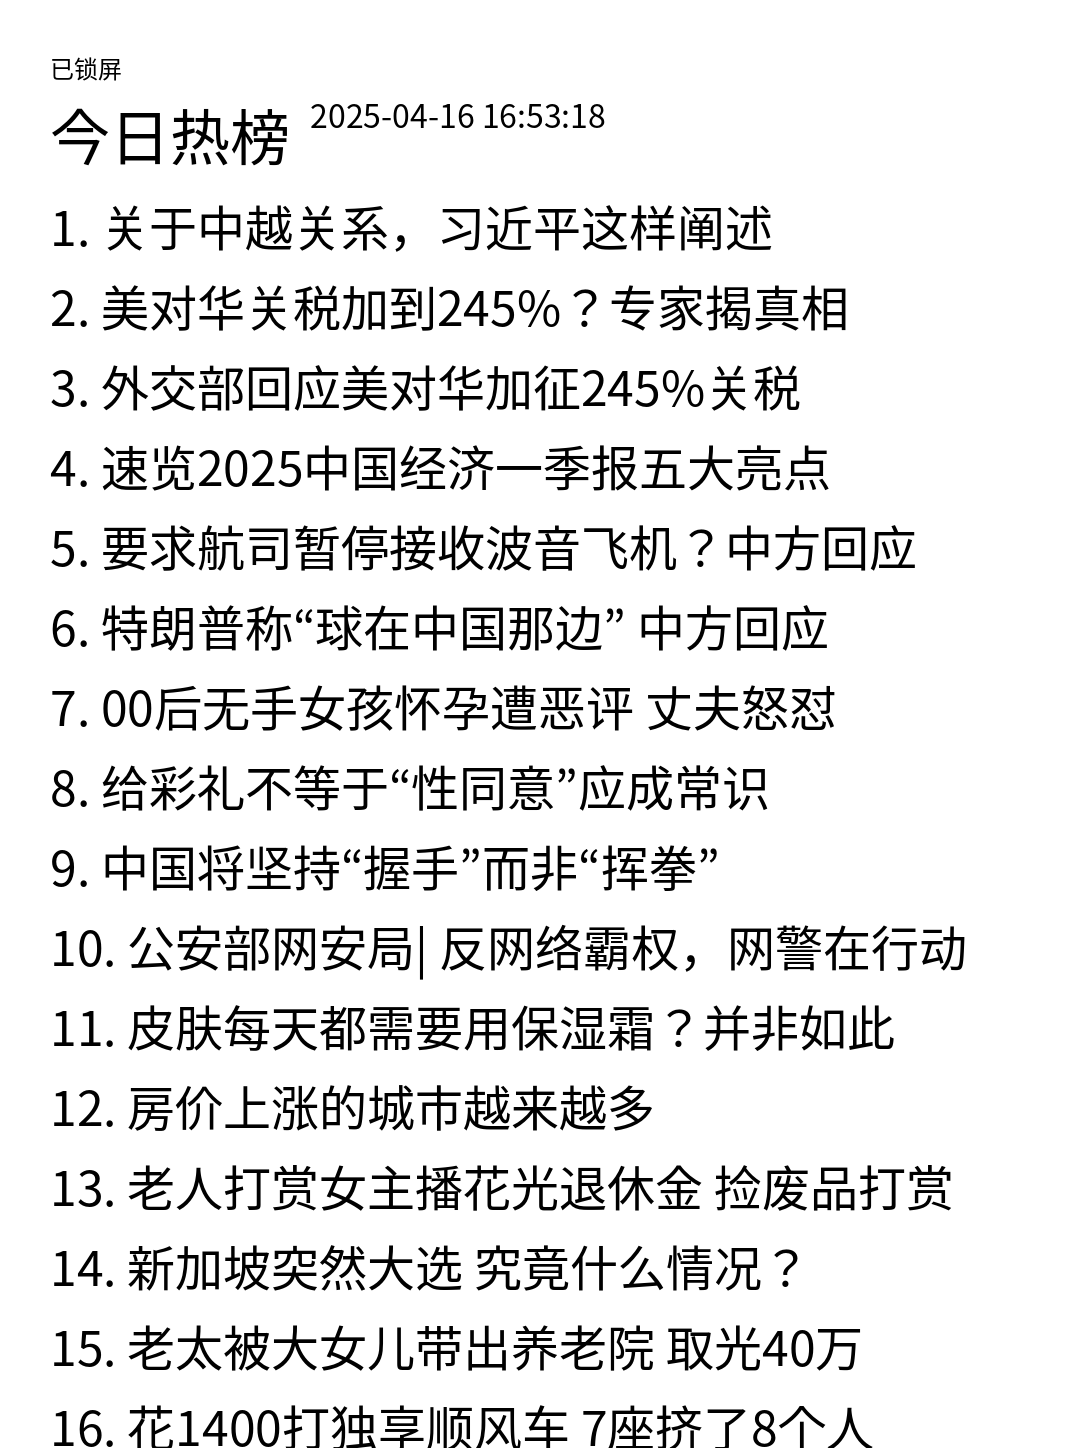 已锁屏
今日热榜 2025-04-16 16:53:18
1. 关于中越关系，习近平这样阐述
2. 美对华关税加到245%？专家揭真相
3. 外交部回应美对华加征245%关税
4. 速览2025中国经济一季报五大亮点
5. 要求航司暂停接收波音飞机？中方回应
6. 特朗普称“球在中国那边” 中方回应
7. 00后无手女孩怀孕遭恶评 丈夫怒怼
8. 给彩礼不等于“性同意”应成常识
9. 中国将坚持“握手”而非“挥拳”
10. 公安部网安局| 反网络霸权，网警在行动
11. 皮肤每天都需要用保湿霜？并非如此
12. 房价上涨的城市越来越多
13. 老人打赏女主播花光退休金 捡废品打赏
14. 新加坡突然大选 究竟什么情况？
15. 老太被大女儿带出养老院 取光40万
16. 花1400打独享顺风车 7座挤了8个人